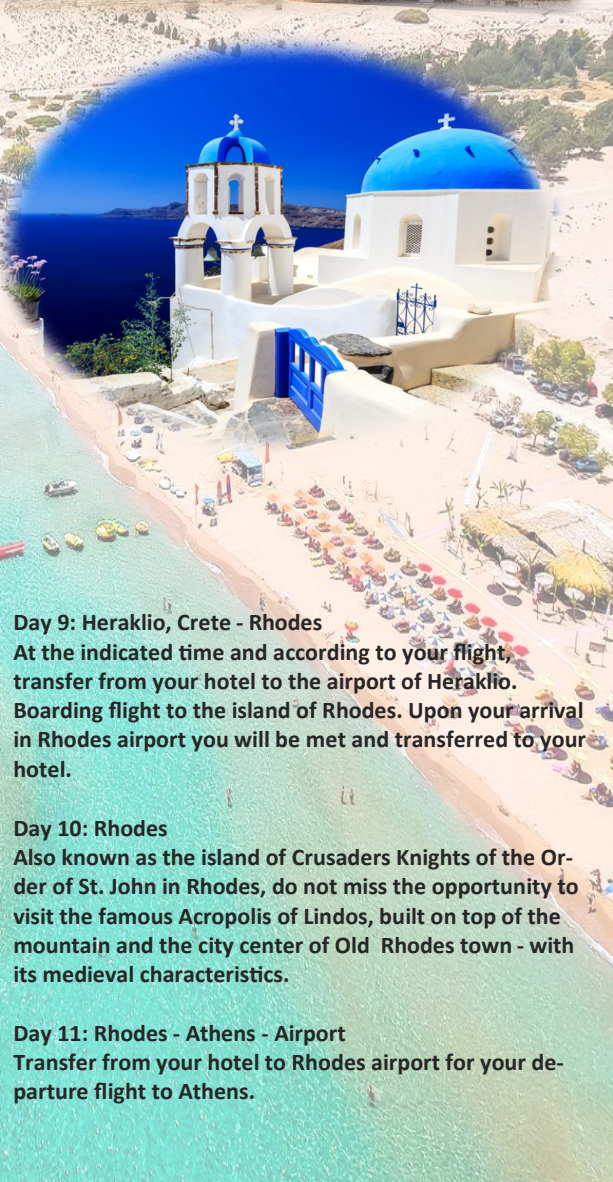 Day 9: Heraklio, Crete - Rhodes
At the indicated time and according to your flight,
transfer from your hotel to the airport of Heraklio.
Boarding flight to the island of Rhodes. Upon your arrival
in Rhodes airport you will be met and transferred to your
hotel.
Day 10: Rhodes
Also known as the island of Crusaders Knights of the Or-
der of St. John in Rhodes, do not miss the opportunity to
visit the famous Acropolis of Lindos, built on top of the
mountain and the city center of Old  Rhodes town - with
its medieval characteristics.
Day 11: Rhodes - Athens - Airport
Transfer from your hotel to Rhodes airport for your de-
parture flight to Athens.